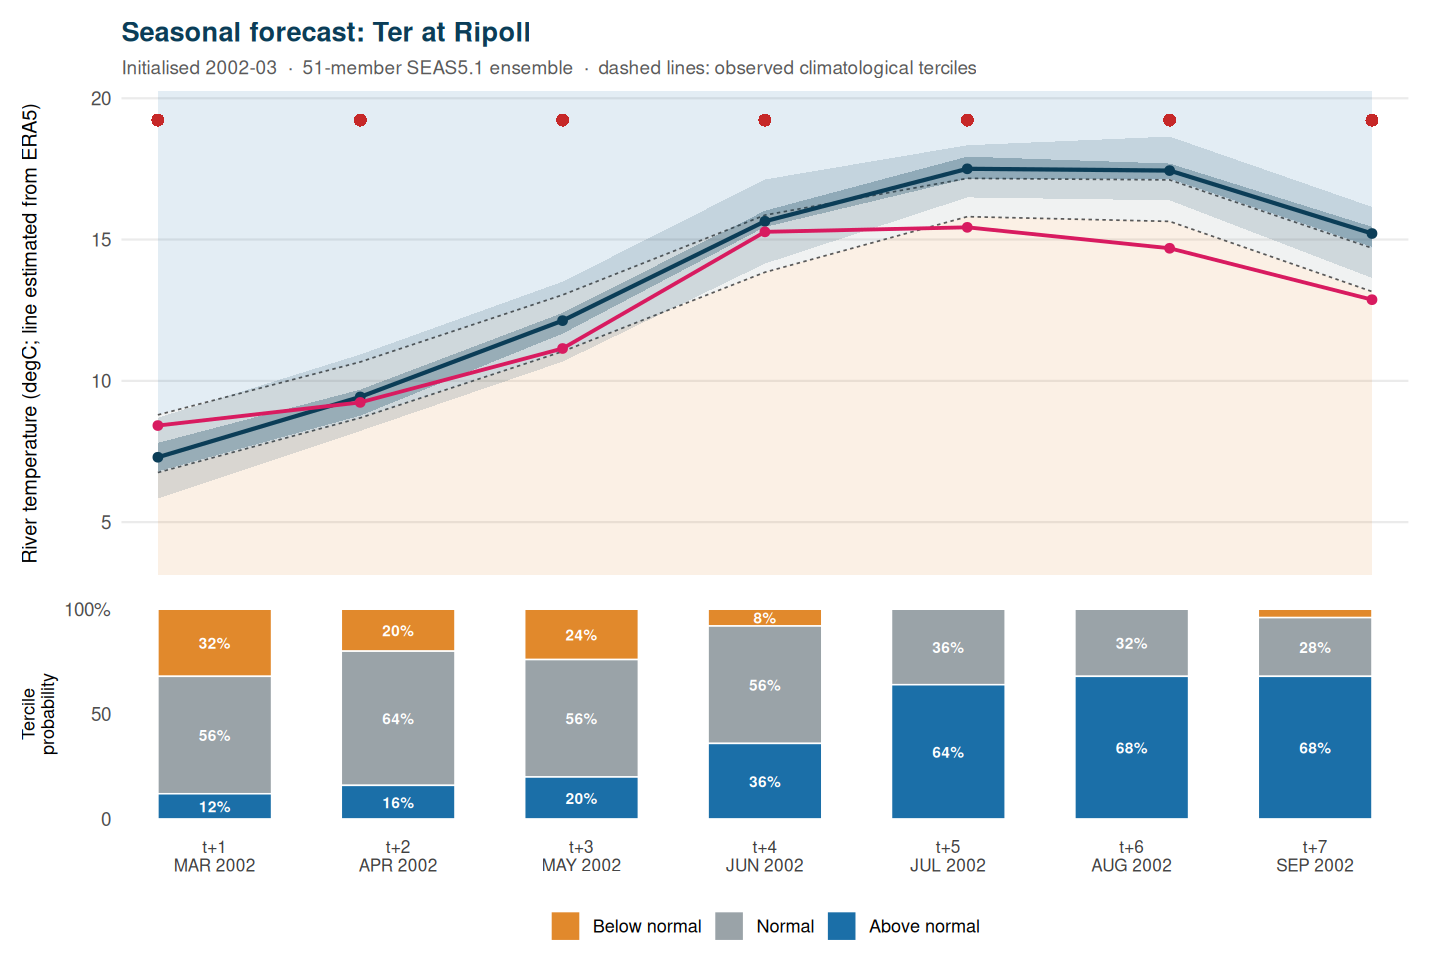 Seasonal forecast: Ter at Ripoll
Initialised 2002-03 · 51-member SEAS5.1 ensemble · dashed lines: observed climatological terciles
River temperature (degC; line estimated from ERA5)
20
15
10
5
Tercile
probability
100%
50
0
32% 20% 24% 8% 36% 32% 28%
56% 64% 56% 56% 64% 68% 68%
12% 16% 20% 36%
t+1 t+2 t+3 t+4 t+5 t+6 t+7
MAR 2002 APR 2002 MAY 2002 JUN 2002 JUL 2002 AUG 2002 SEP 2002
Below normal Normal Above normal